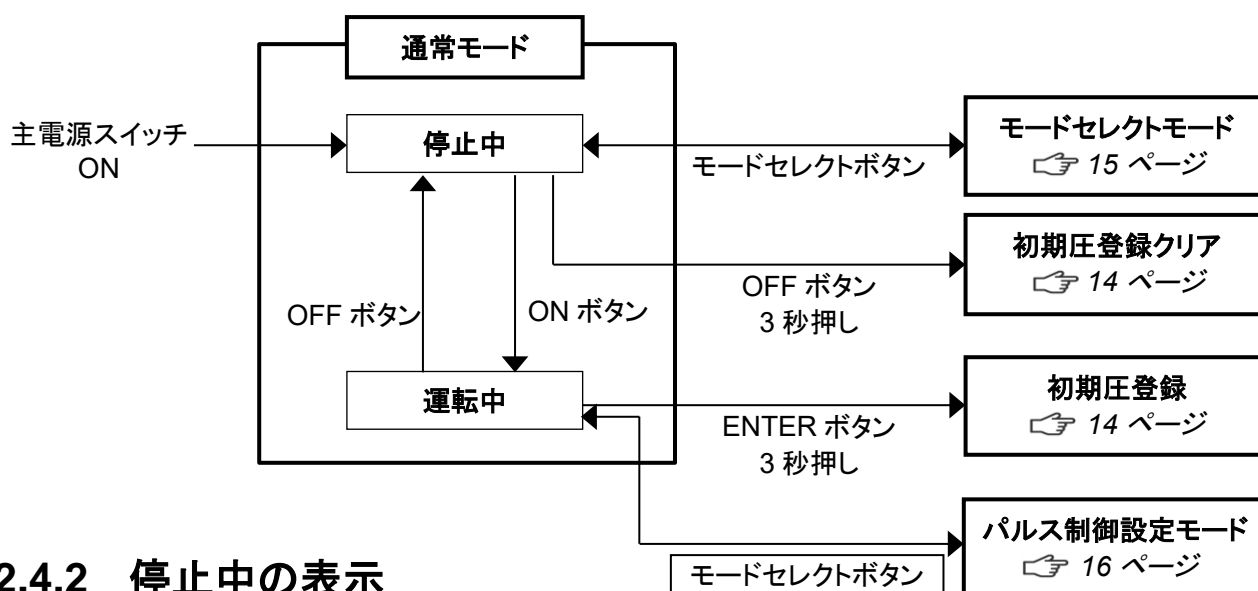 通常モード
主電源スイッチ
ON
停止中
モードセレクトボタン
モードセレクトモード
☞ 15 ページ
初期圧登録クリア
☞ 14 ページ
OFF ボタン
3 秒押し
OFF ボタン
ON ボタン
運転中
ENTER ボタン
3 秒押し
初期圧登録
☞ 14 ページ
パルス制御設定モード
☞ 16 ページ
モードセレクトボタン
2.4.2 停止中の表示